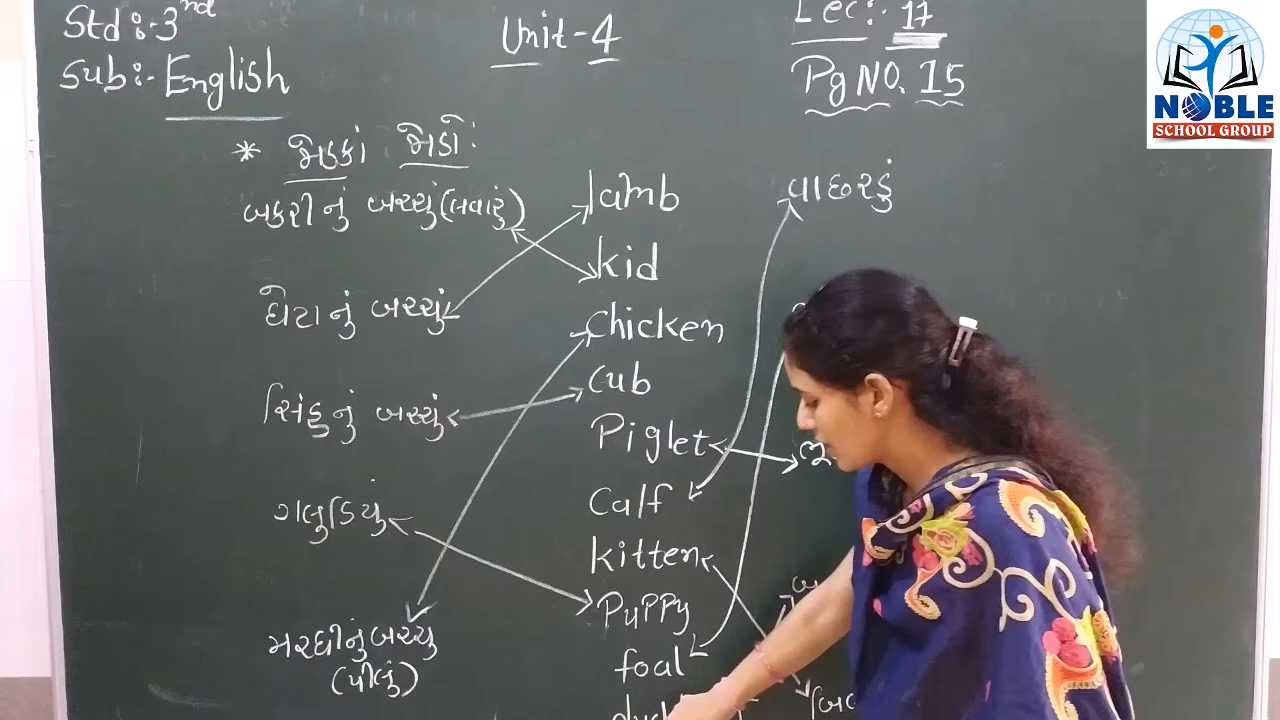 Std :- 3rd
Sub :- English
Unit - 4
Lec :- 17
Pg NO. 15
NOBLE
SCHOOL GROUP
* જોડકાં જોડો :
બકરીનું બચ્ચું (લવારું)
ઘેટાનું બચ્ચું
સિંહનું બચ્ચું
ગલુડિયું
મરઘીનું બચ્ચુ
(પીલું)
lamb
kid
Chicken
Cub
Piglet
Calf
kitten
Puppy
foal
વાછરડું